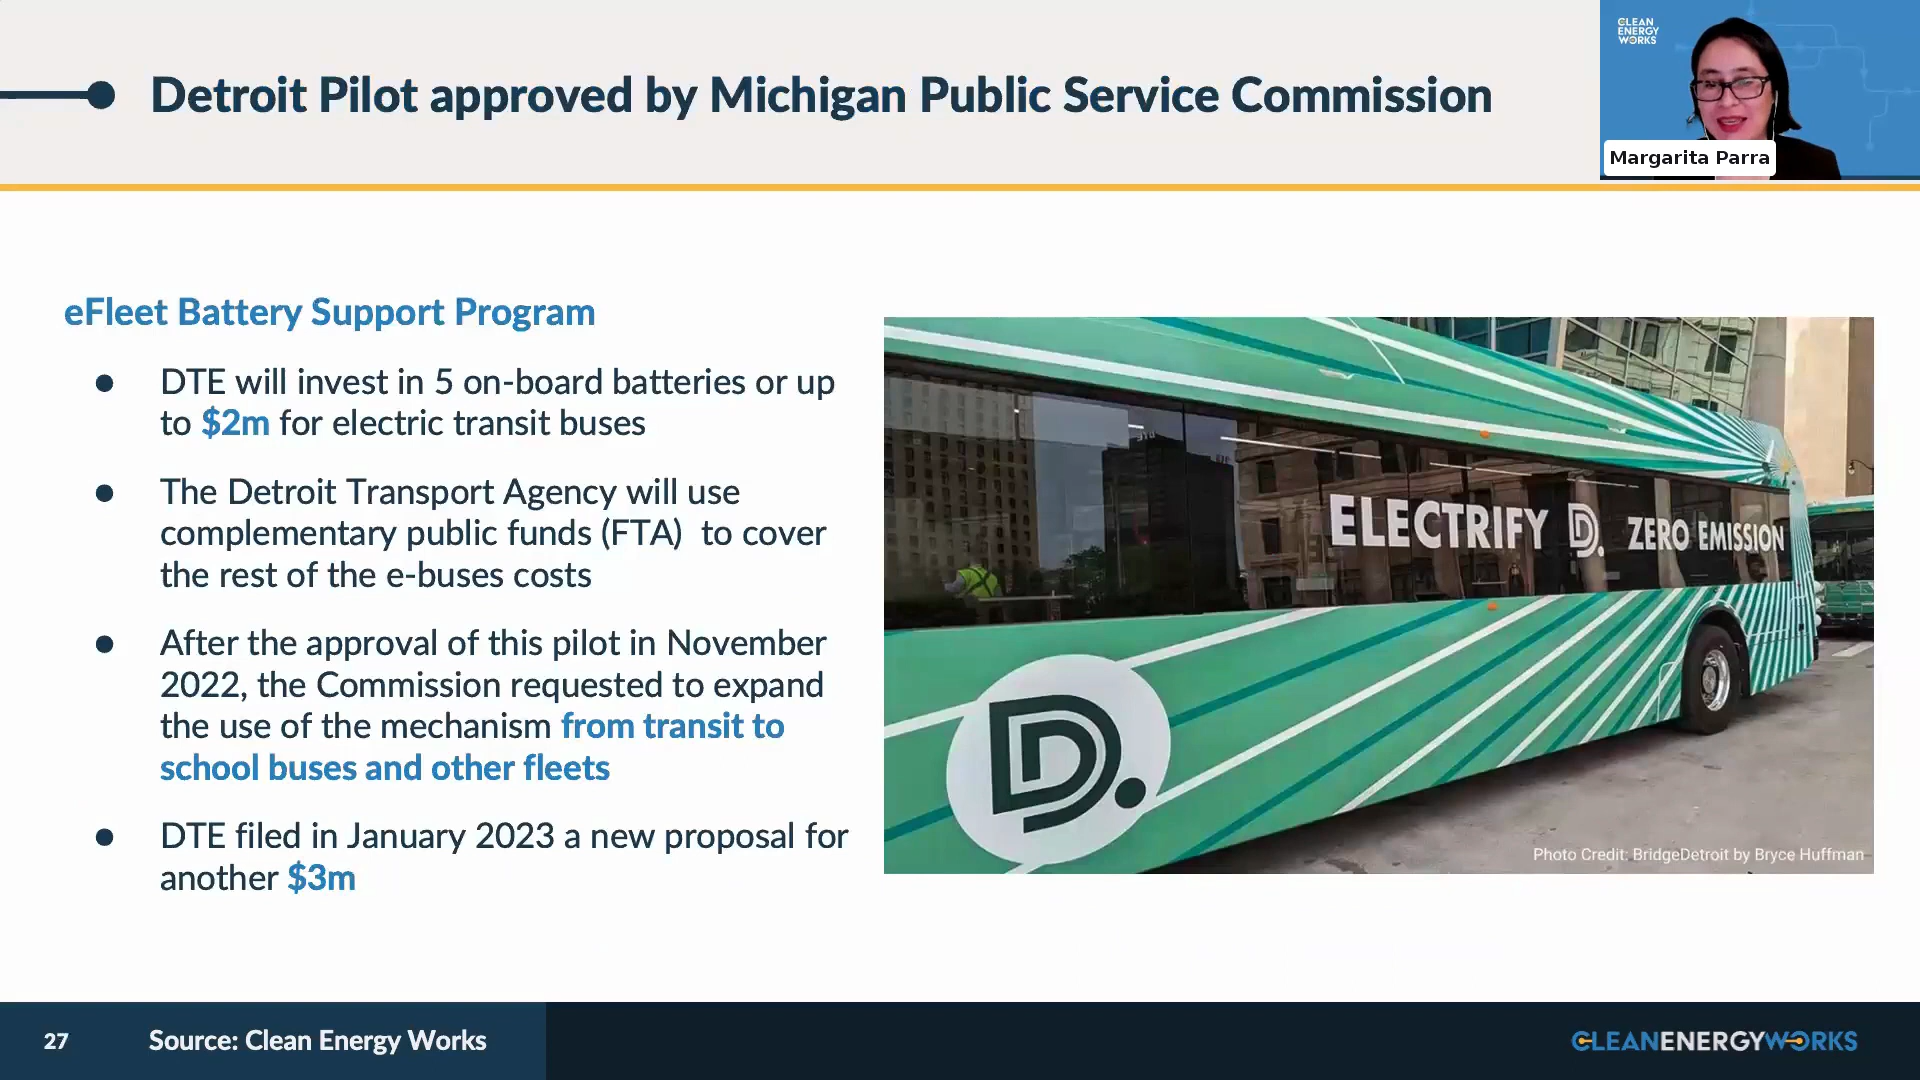 Detroit Pilot approved by Michigan Public Service Commission
CLEAN
ENERGY
WORKS
Margarita Parra
eFleet Battery Support Program
● DTE will invest in 5 on-board batteries or up
to $2m for electric transit buses
● The Detroit Transport Agency will use
complementary public funds (FTA)  to cover
the rest of the e-buses costs
● After the approval of this pilot in November
2022, the Commission requested to expand
the use of the mechanism from transit to
school buses and other fleets
● DTE filed in January 2023 a new proposal for
another $3m
ELECTRIFY D. ZERO EMISSION
D.
Photo Credit: BridgeDetroit by Bryce Huffman
27
Source: Clean Energy Works
CLEANENERGYWORKS